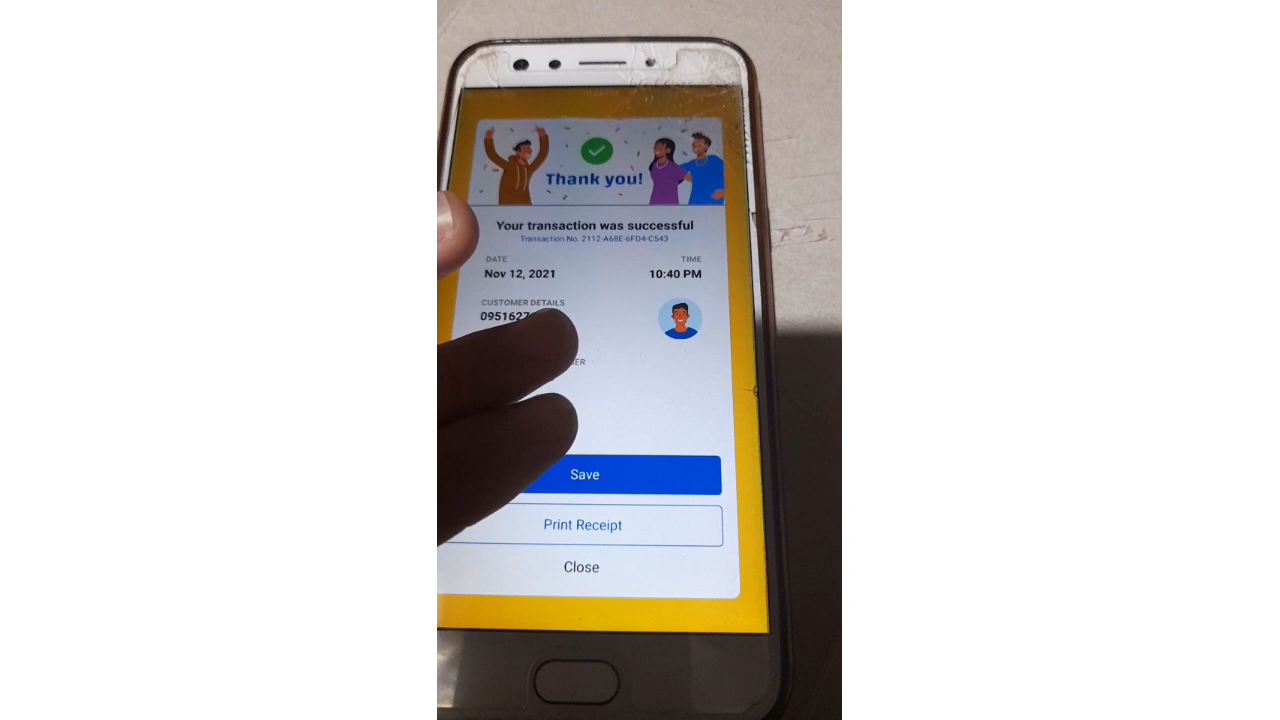 Thank you!
Your transaction was successful
Transaction No. 2112-A68E-6FD4-C543
DATE TIME
Nov 12, 2021 10:40 PM
CUSTOMER DETAILS
Save
Print Receipt
Close